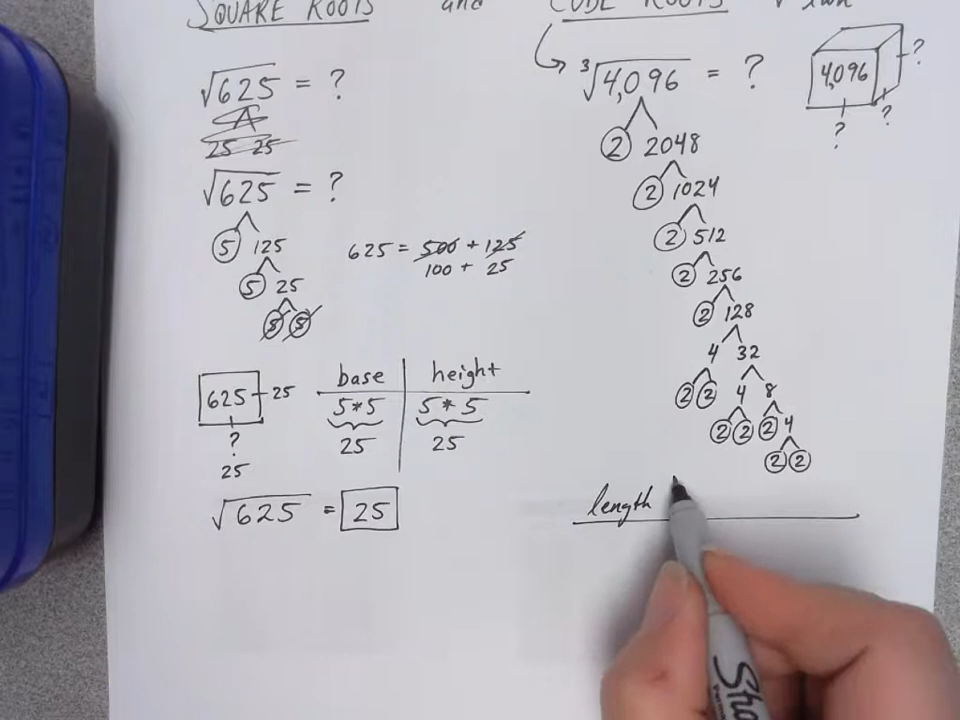 SQUARE ROOTS and CUBE ROOTS
√625 = ?
25 25
√625 = ?
5 125
5 25
5 5
625 = 500 + 125
100 + 25
625 25
?
25
base height
5*5 5*5
25 25
√625 = 25
³√4,096 = ?
2 2048
2 1024
2 512
2 256
2 128
4 32
2 2 4 8
2 2 2 4
2 2
4,096 ?
? ?
length
Sha